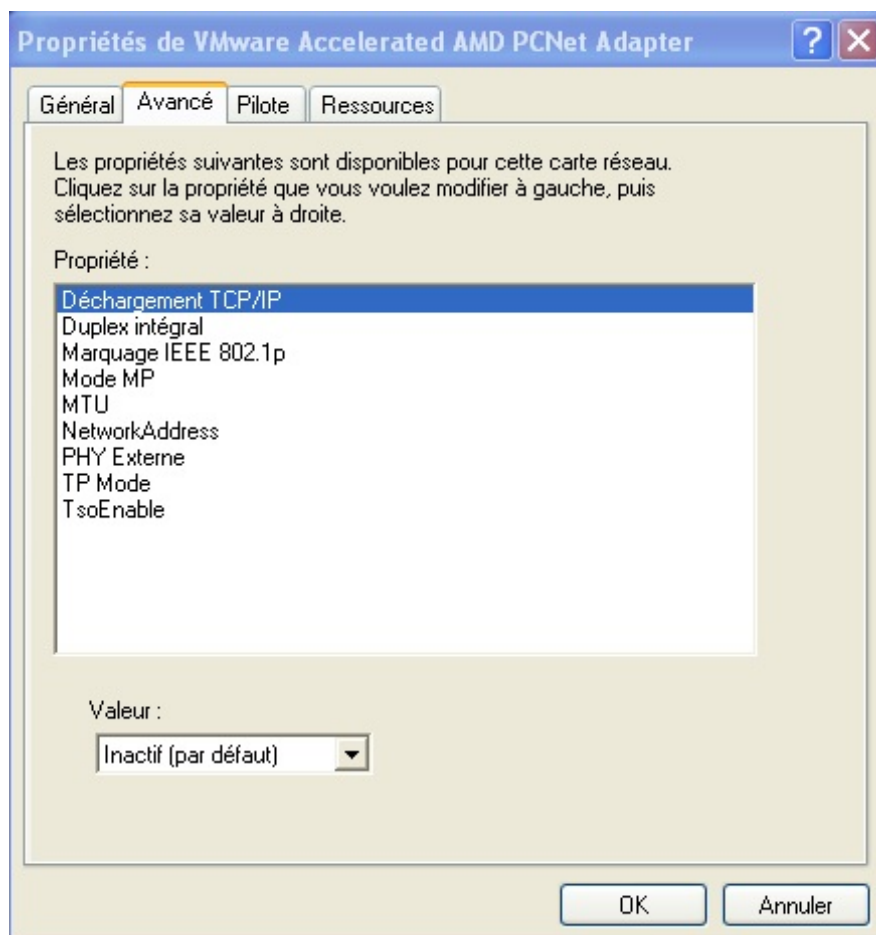 Propriétés de VMware Accelerated AMD PCNet Adapter
Général Avancé Pilote Ressources
Les propriétés suivantes sont disponibles pour cette carte réseau.
Cliquez sur la propriété que vous voulez modifier à gauche, puis
sélectionnez sa valeur à droite.
Propriété :
Déchargement TCP/IP
Duplex intégral
Marquage IEEE 802.1p
Mode MP
MTU
NetworkAddress
PHY Externe
TP Mode
TsoEnable
Valeur :
Inactif (par défaut)
OK Annuler